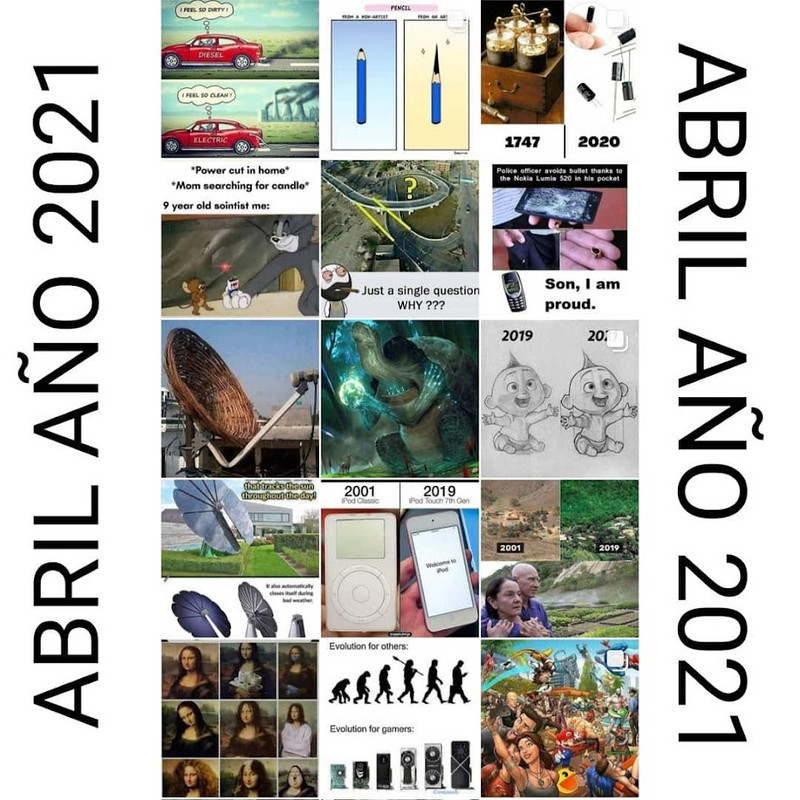 ABRIL AÑO 2021
I FEEL SO DIRTY !
DIESEL
I FEEL SO CLEAN !
ELECTRIC
PENCIL
FROM A NON-ARTIST
FROM AN
1747
2020
*Power cut in home*
*Mom searching for candle*
9 year old scintist me:
?
Just a single question
WHY ???
Police officer avoids bullet thanks to
the Nokia Lumia 520 in his pocket
Son, I am
proud.
2019
that tracks the sun
throughout the day!
It also automatically
closes itself during
bad weather.
2001
iPod Classic
2019
iPod Touch 7th Gen
Welcome to
iPod
2001
2019
Evolution for others:
Evolution for gamers:
ABRIL AÑO 2021